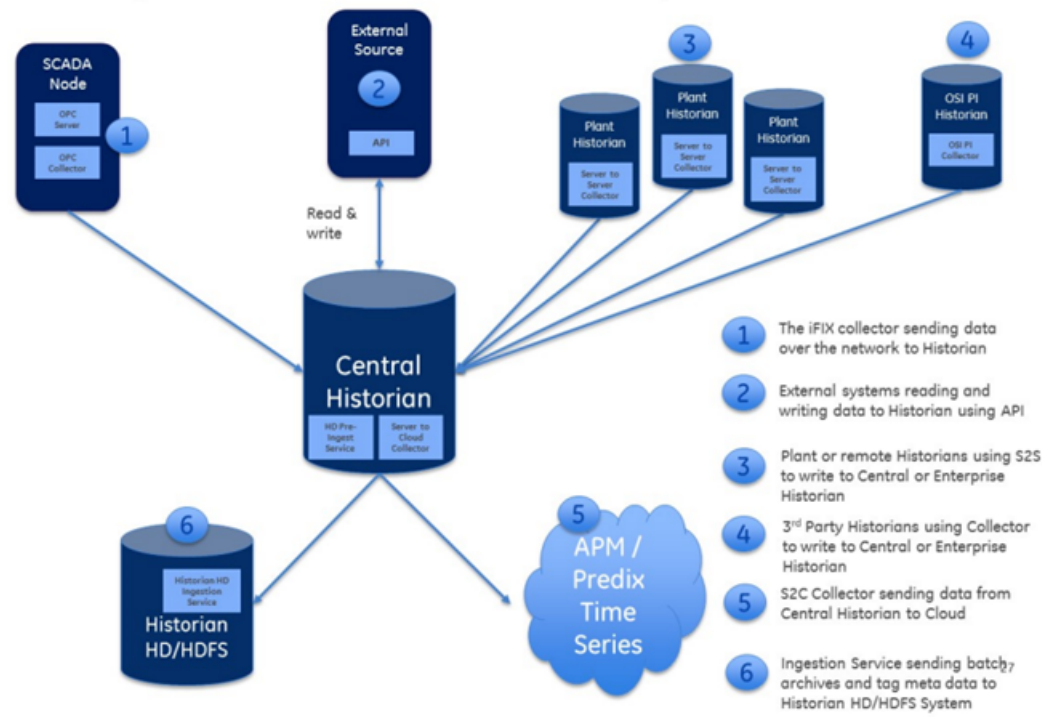 SCADA
Node
OPC
Server
OPC
Collector
1
External
Source
2
API
Read &
write
3
Plant
Historian
Server to
Server
Collector
Plant
Historian
Server to
Server
Collector
Plant
Historian
Server to
Server
Collector
4
OSI PI
Historian
OSI PI
Collector
Central
Historian
HD Pre-
Ingest
Service
Server to
Cloud
Collector
6
Historian HD
Ingestion
Service
Historian
HD/HDFS
5
APM /
Predix
Time
Series
1
The iFIX collector sending data
over the network to Historian
2
External systems reading and
writing data to Historian using API
3
Plant or remote Historians using S2S
to write to Central or Enterprise
Historian
4
3rd Party Historians using Collector
to write to Central or Enterprise
Historian
5
S2C Collector sending data from
Central Historian to Cloud
6
Ingestion Service sending batch
27
archives and tag meta data to
Historian HD/HDFS System